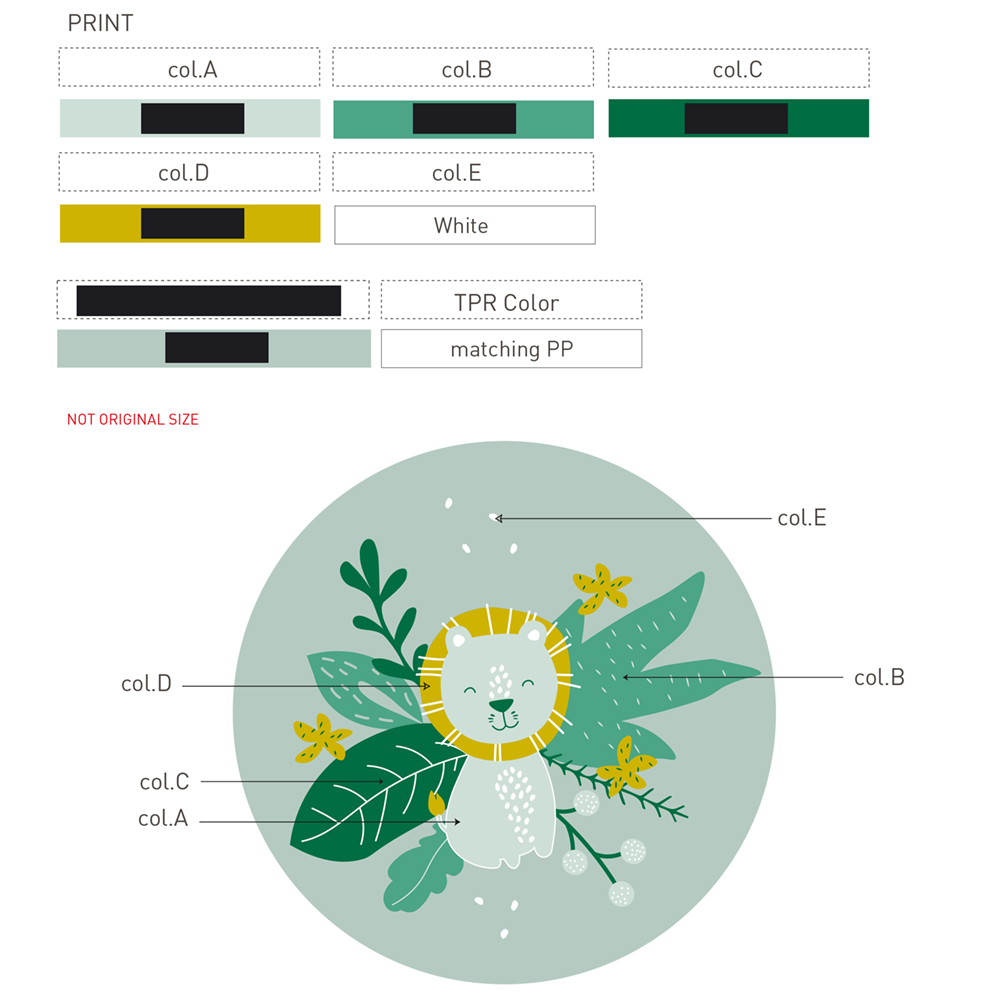 PRINT
col.A col.B col.C
col.D col.E
White
TPR Color
matching PP
NOT ORIGINAL SIZE
col.E
col.B
col.D
col.C
col.A